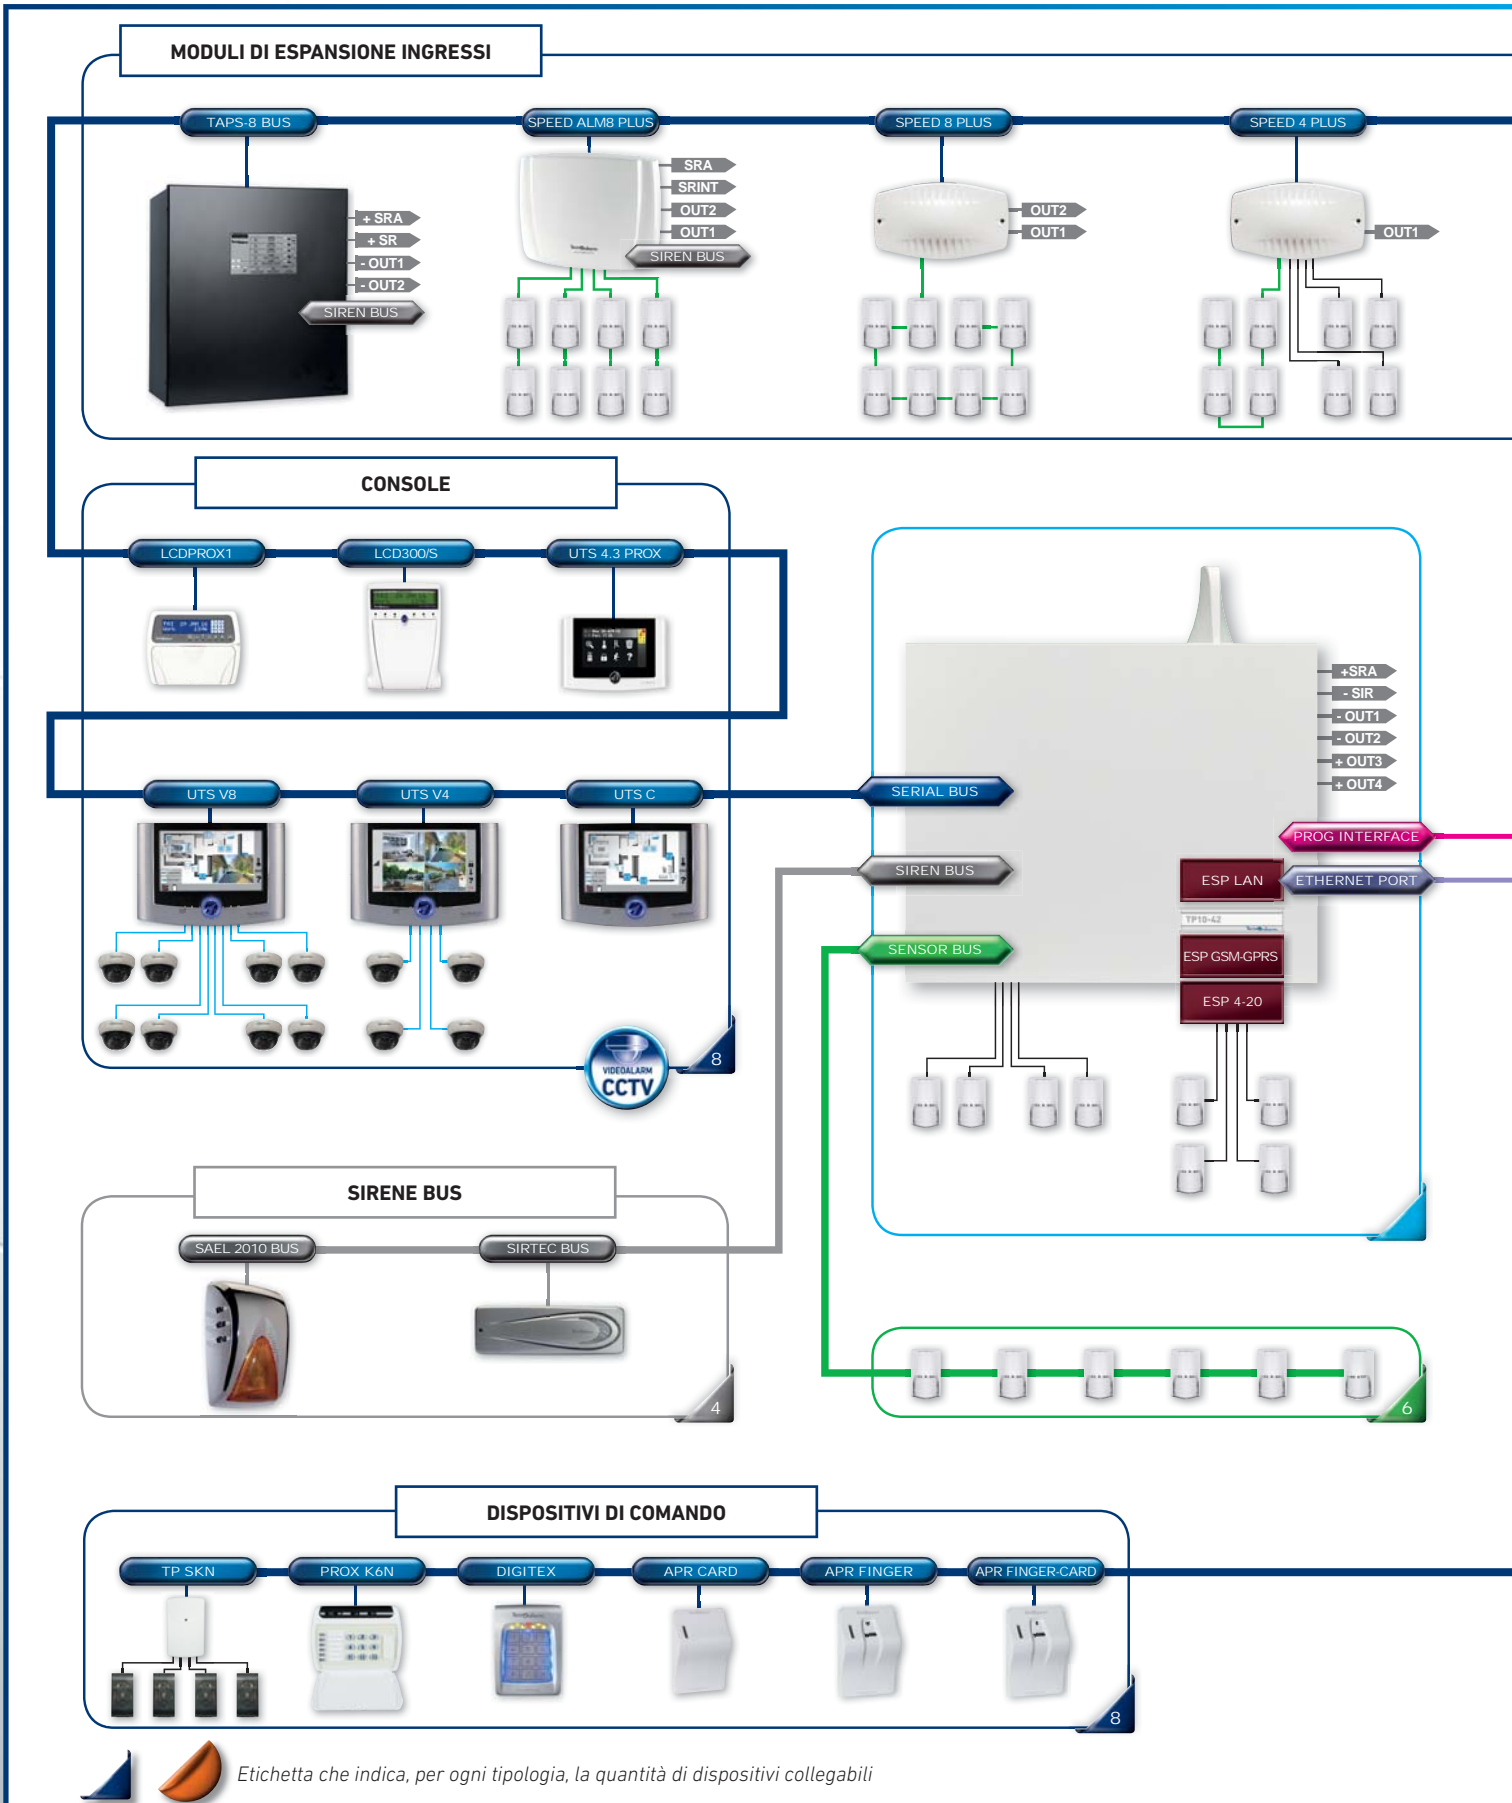 MODULI DI ESPANSIONE INGRESSI
TAPS-8 BUS
SPEED ALM8 PLUS
SPEED 8 PLUS
SPEED 4 PLUS
+ SRA
+ SR
- OUT1
- OUT2
SIREN BUS
SRA
SRINT
OUT2
OUT1
SIREN BUS
OUT2
OUT1
OUT1
CONSOLE
LCDPROX1
LCD300/S
UTS 4.3 PROX
UTS V8
UTS V4
UTS C
VIDEOALARM
CCTV
8
+SRA
- SIR
- OUT1
- OUT2
+ OUT3
+ OUT4
SERIAL BUS
PROG INTERFACE
SIREN BUS
ESP LAN
ETHERNET PORT
TP10-42
SENSOR BUS
ESP GSM-GPRS
ESP 4-20
SIRENE BUS
SAEL 2010 BUS
SIRTEC BUS
4
6
DISPOSITIVI DI COMANDO
TP SKN
PROX K6N
DIGITEX
APR CARD
APR FINGER
APR FINGER-CARD
8
Etichetta che indica, per ogni tipologia, la quantità di dispositivi collegabili